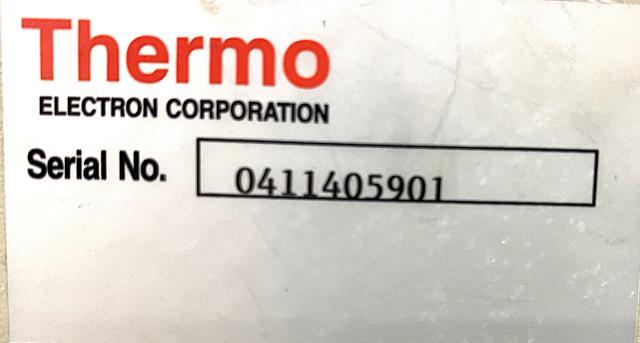 Thermo
ELECTRON CORPORATION
Serial No. 0411405901